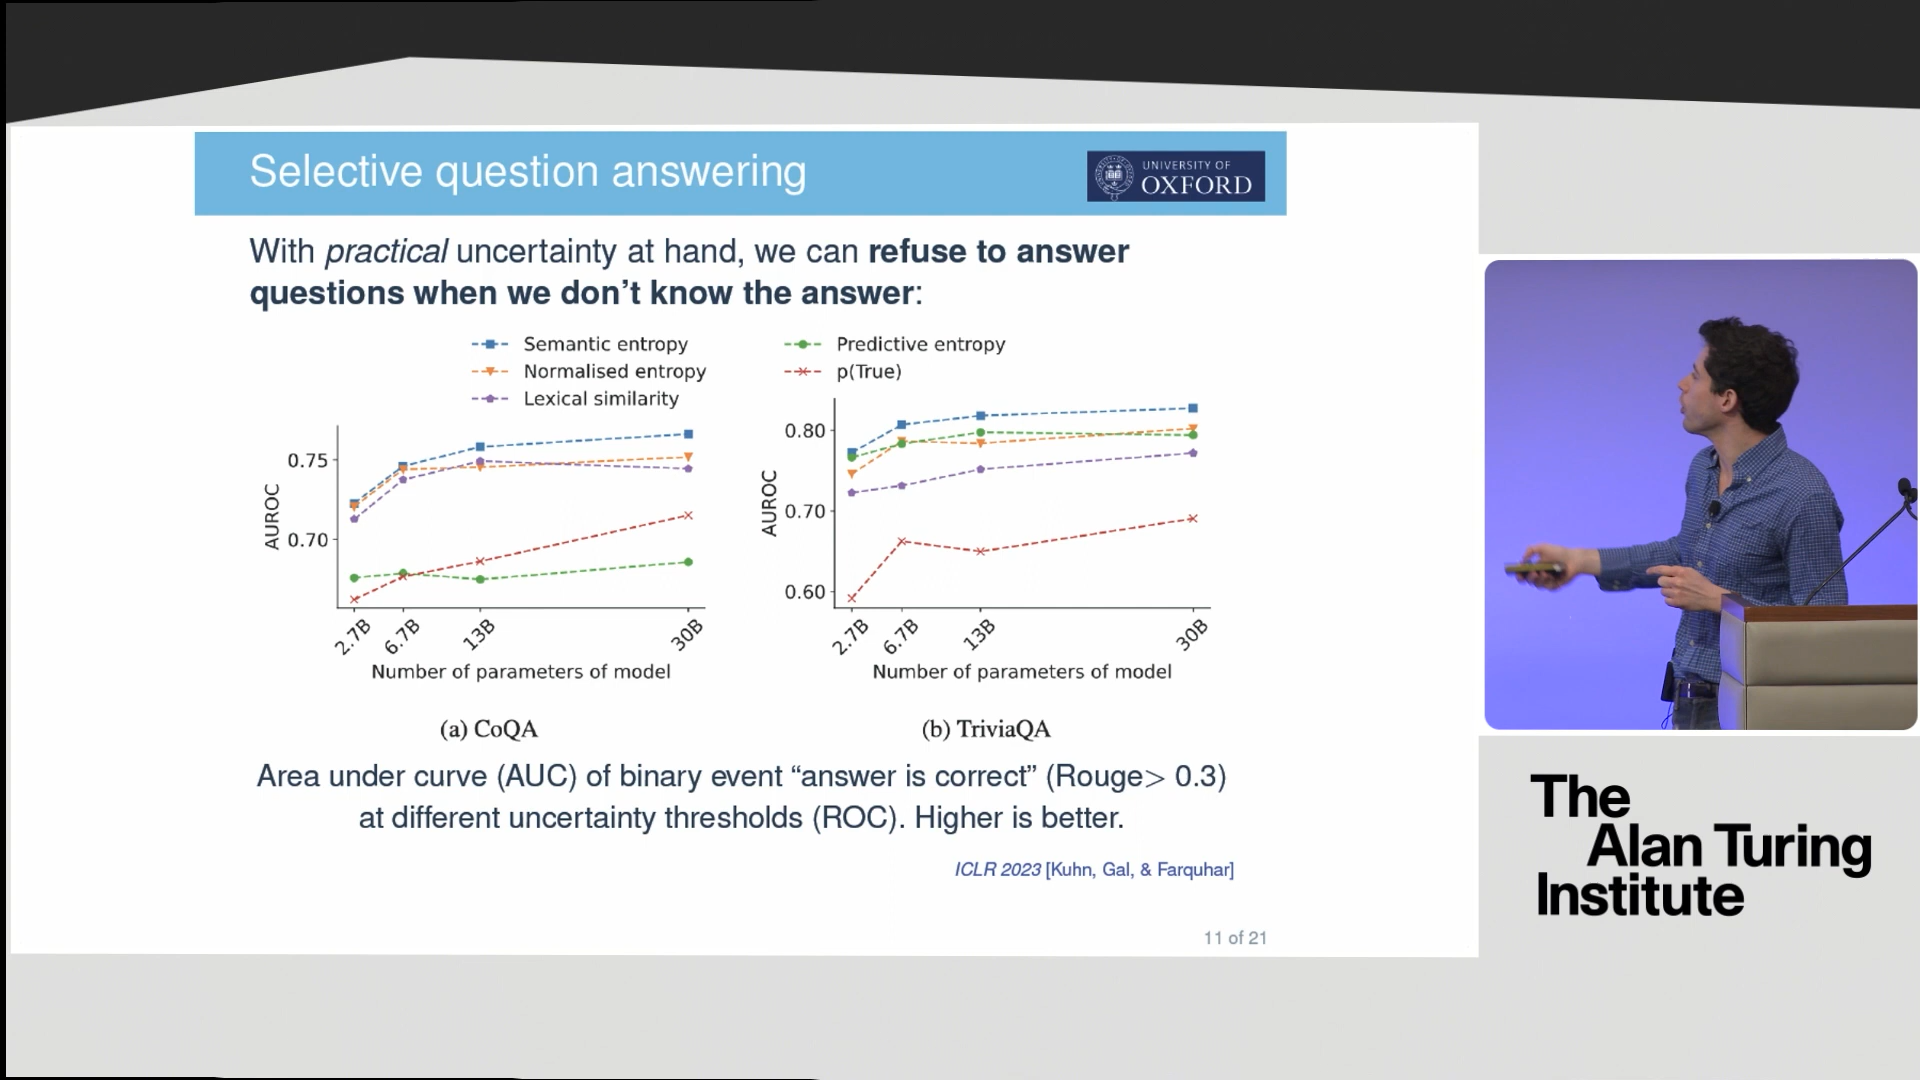 Selective question answering
UNIVERSITY OF
OXFORD
With practical uncertainty at hand, we can refuse to answer
questions when we don't know the answer:
Semantic entropy
Normalised entropy
Lexical similarity
Predictive entropy
p(True)
0.75
0.70
AUROC
2.7B
6.7B
13B
30B
Number of parameters of model
(a) CoQA
0.80
0.70
0.60
AUROC
2.7B
6.7B
13B
30B
Number of parameters of model
(b) TriviaQA
Area under curve (AUC) of binary event “answer is correct” (Rouge> 0.3)
at different uncertainty thresholds (ROC). Higher is better.
ICLR 2023 [Kuhn, Gal, & Farquhar]
11 of 21
The
Alan Turing
Institute